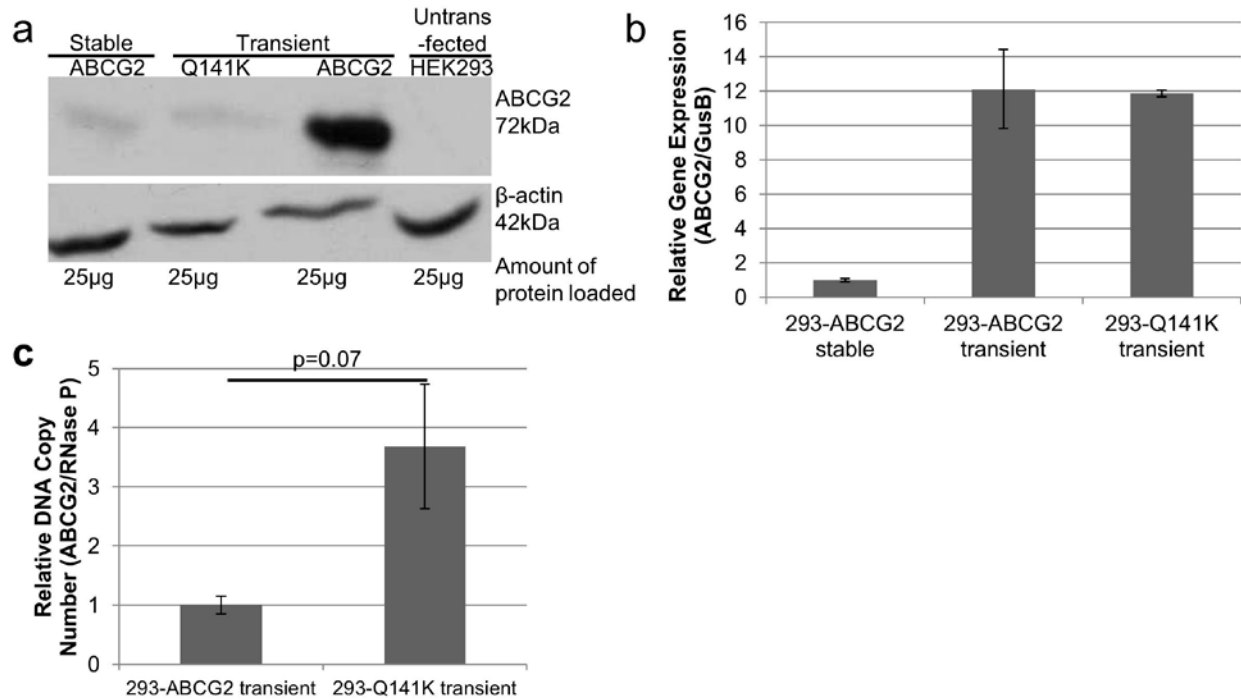 a
Stable
Transient
Untrans
-fected
ABCG2
Q141K
ABCG2
HEK293
ABCG2
72kDa
β-actin
42kDa
25µg
25µg
25µg
25µg
Amount of
protein loaded
b
Relative Gene Expression
(ABCG2/GusB)
16
14
12
10
8
6
4
2
0
293-ABCG2
stable
293-ABCG2
transient
293-Q141K
transient
c
Relative DNA Copy
Number (ABCG2/RNase P)
p=0.07
5
4
3
2
1
0
293-ABCG2 transient
293-Q141K transient